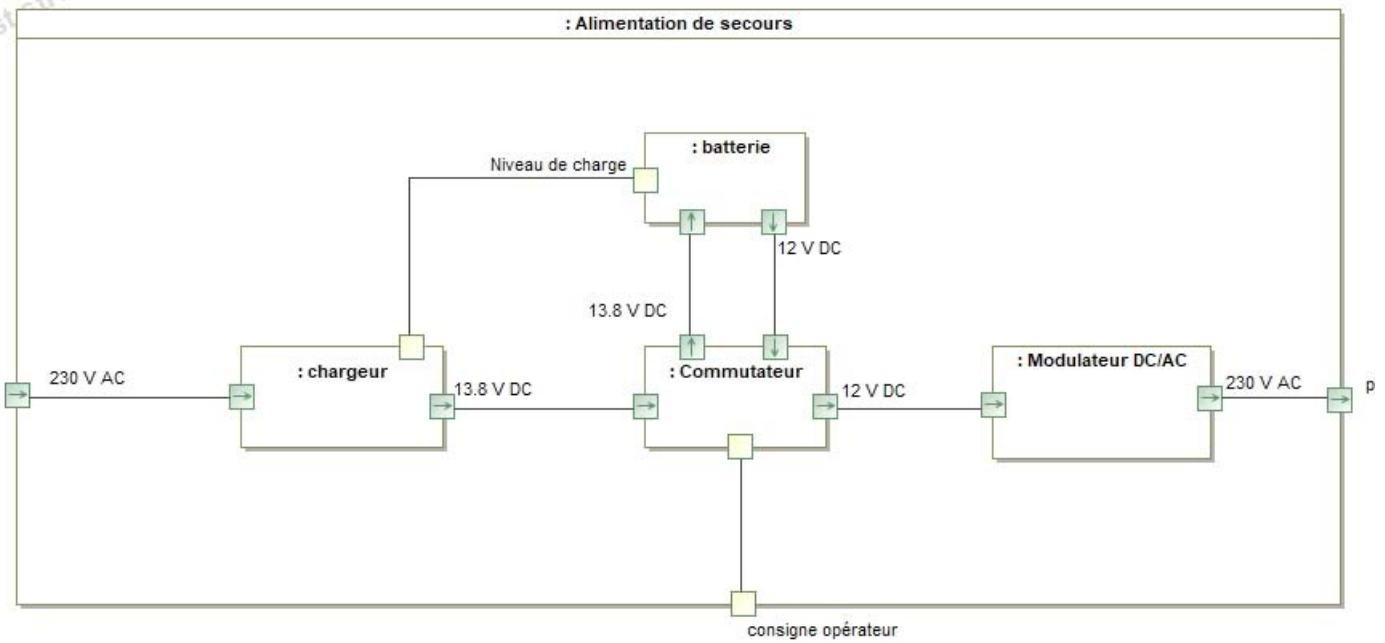 : Alimentation de secours
: batterie
Niveau de charge
12 V DC
13.8 V DC
: chargeur
: Commutateur
: Modulateur DC/AC
230 V AC
13.8 V DC
12 V DC
230 V AC
p
consigne opérateur